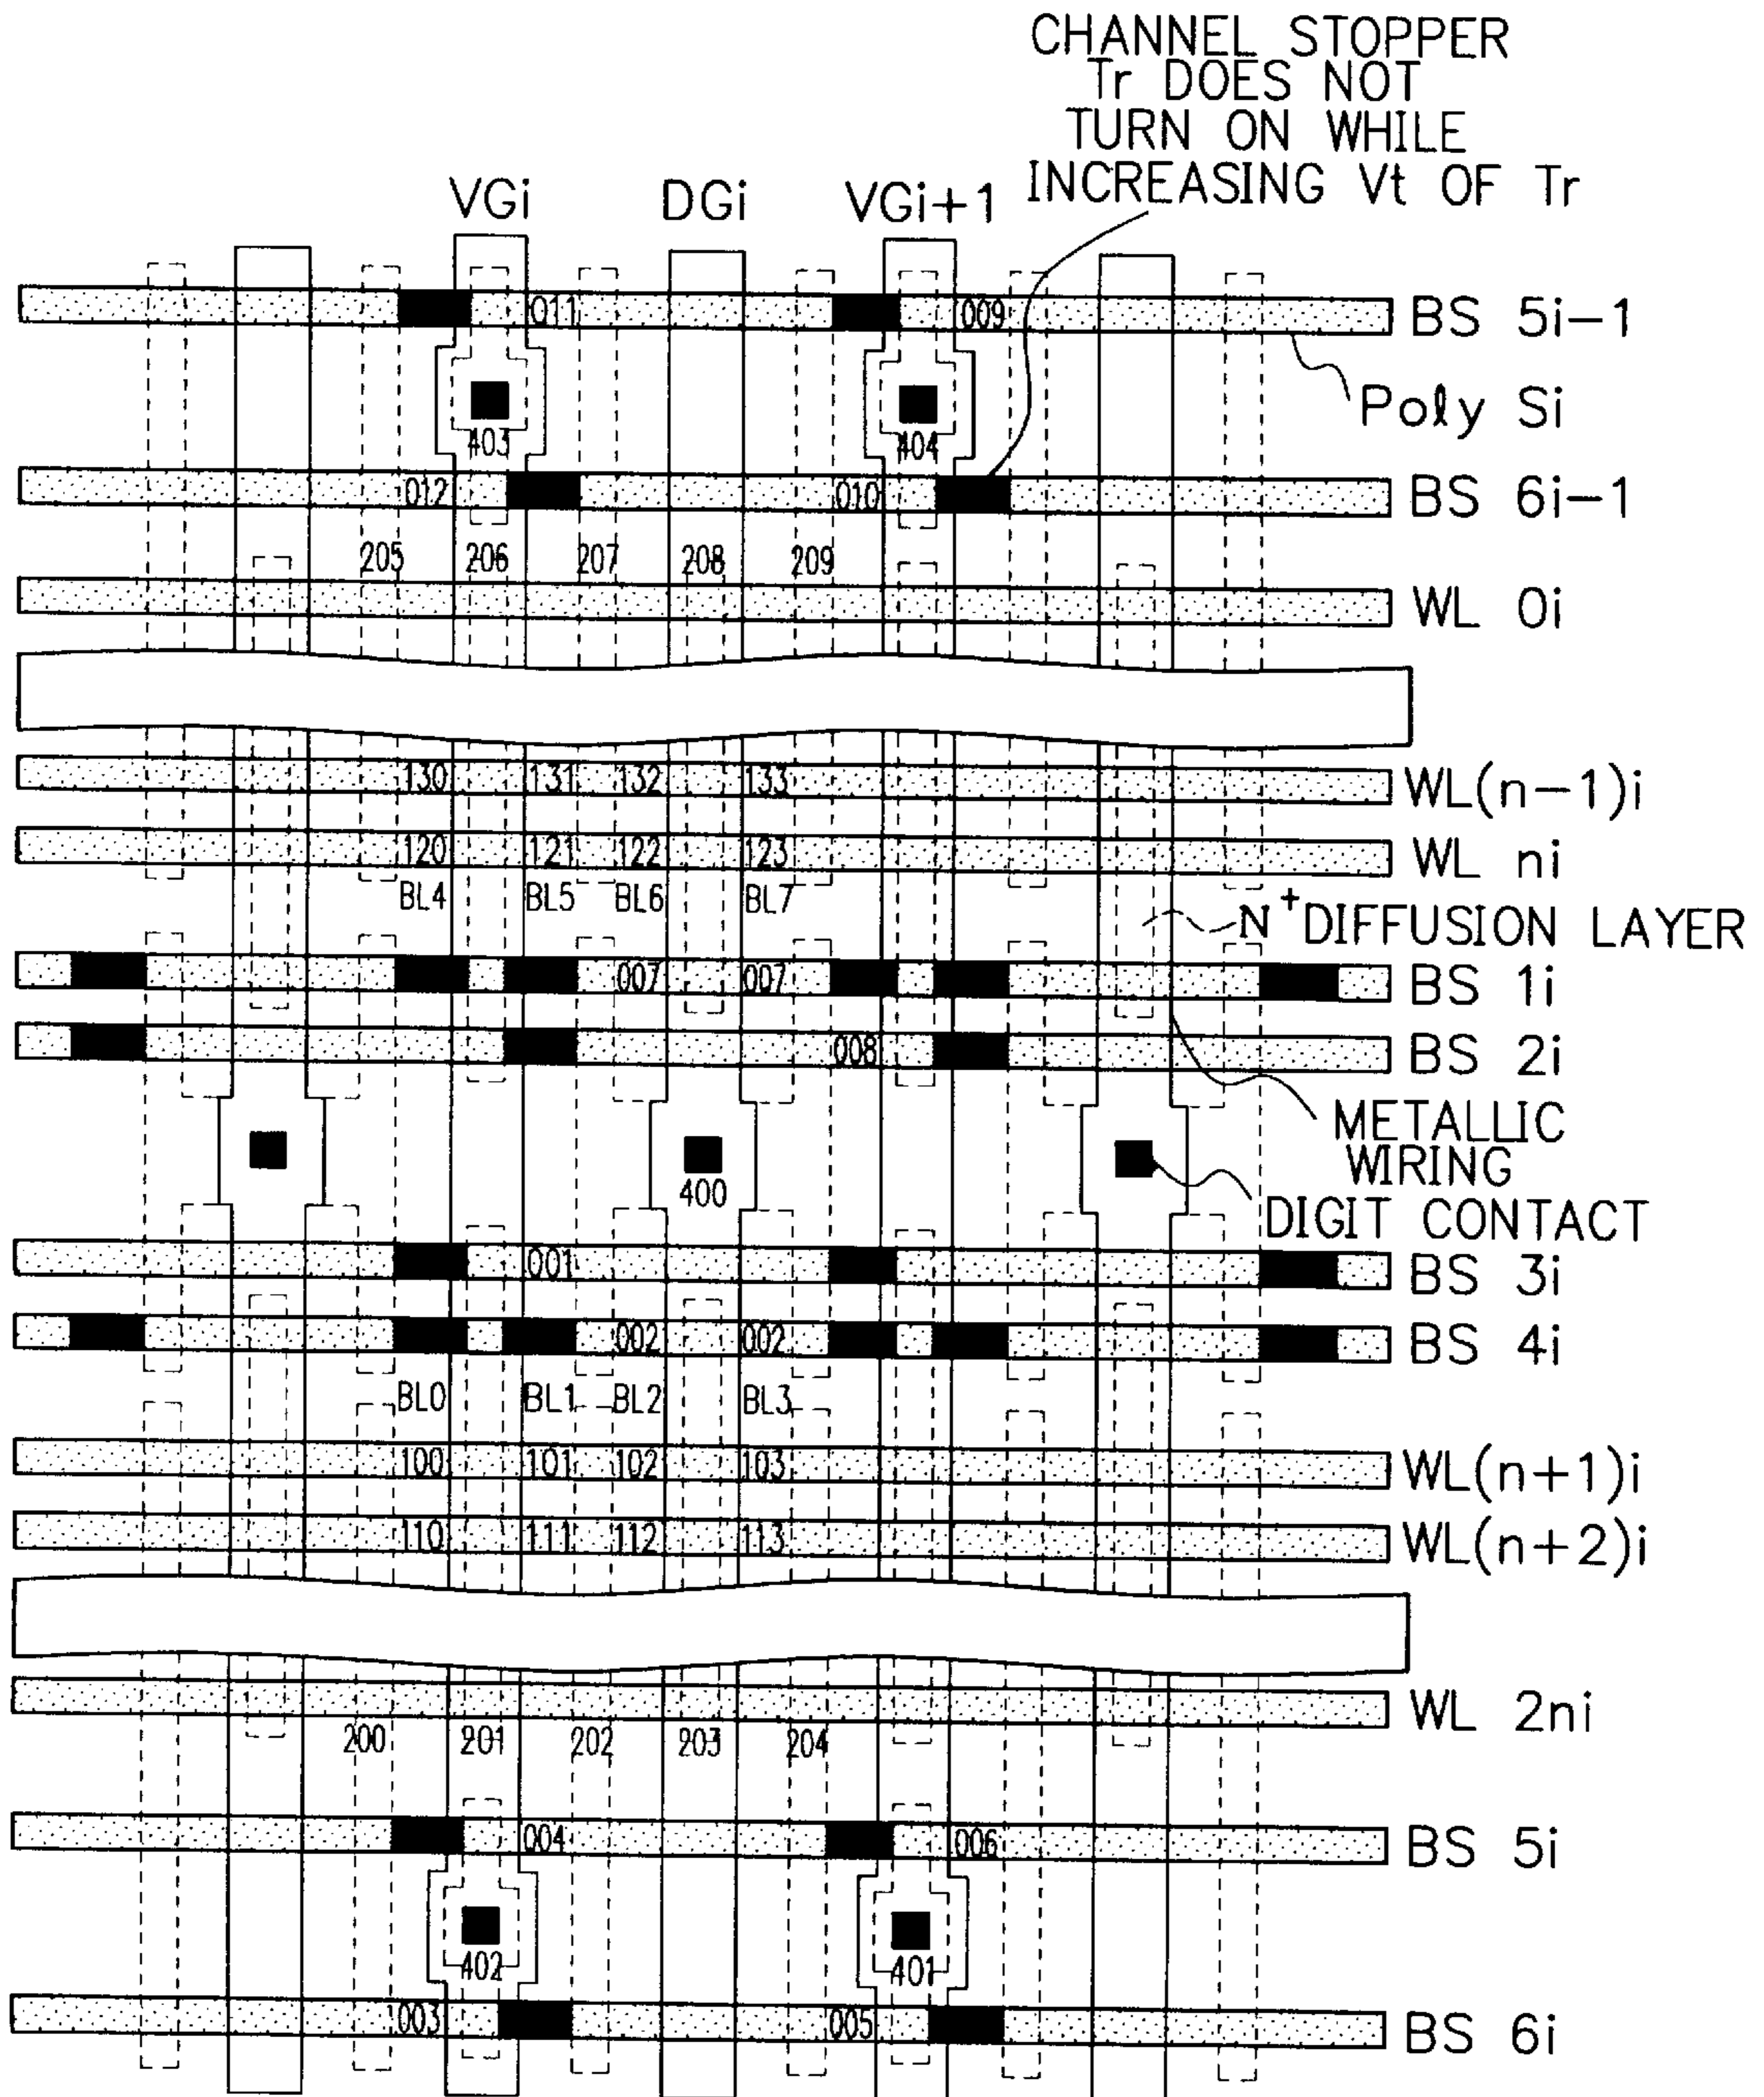 CHANNEL STOPPER
Tr DOES NOT
TURN ON WHILE
INCREASING Vt OF Tr
VGi DGi VGi+1
011 009 BS 5i-1
Poly Si
403 404
012 010 BS 6i-1
205 206 207 208 209
WL 0i
130 131 132 133 WL(n-1)i
120 121 122 123 WL ni
BL4 BL5 BL6 BL7
N+ DIFFUSION LAYER
007 007 BS 1i
008 BS 2i
METALLIC
WIRING
400
DIGIT CONTACT
001 BS 3i
002 002 BS 4i
BL0 BL1 BL2 BL3
100 101 102 103 WL(n+1)i
110 111 112 113 WL(n+2)i
WL 2ni
200 201 202 203 204
004 006 BS 5i
402 401
003 005 BS 6i